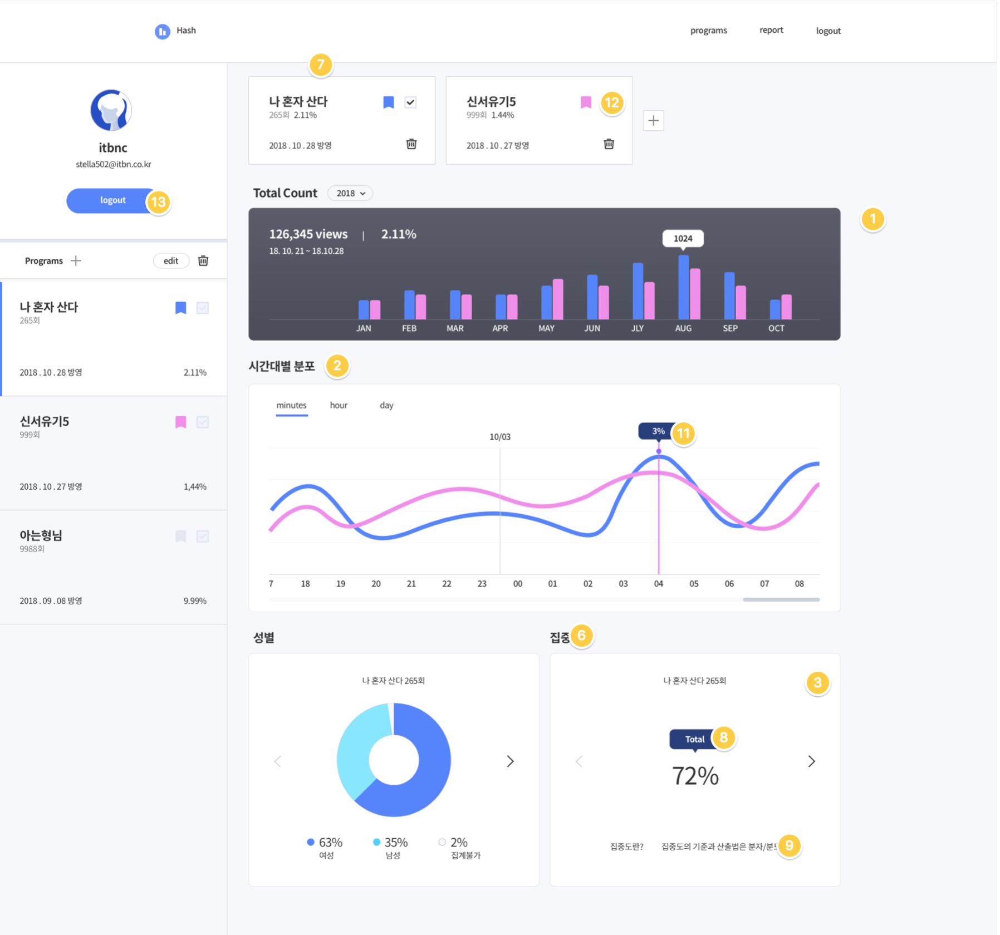 Hash
programs
report
logout
itbnc
stella502@itbn.co.kr
logout
13
Programs
edit
나 혼자 산다
265회
2018 . 10 . 28 방영
2.11%
신서유기5
999회
2018 . 10 . 27 방영
1,44%
아는형님
9988회
2018 . 09 . 08 방영
9.99%
7
나 혼자 산다
265회 2.11%
2018 . 10 . 28 방영
신서유기5
12
999회 1.44%
2018 . 10 . 27 방영
Total Count
2018
1
126,345 views | 2.11%
18. 10. 21 ~ 18.10.28
1024
JAN FEB MAR APR MAY JUN JLY AUG SEP OCT
시간대별 분포
2
minutes hour day
10/03
3%
11
7 18 19 20 21 22 23 00 01 02 03 04 05 06 07 08
성별
나 혼자 산다 265회
63%
여성
35%
남성
2%
집계불가
집중
6
나 혼자 산다 265회
3
Total
8
72%
집중도란?
집중도의 기준과 산출법은 분자/분
9